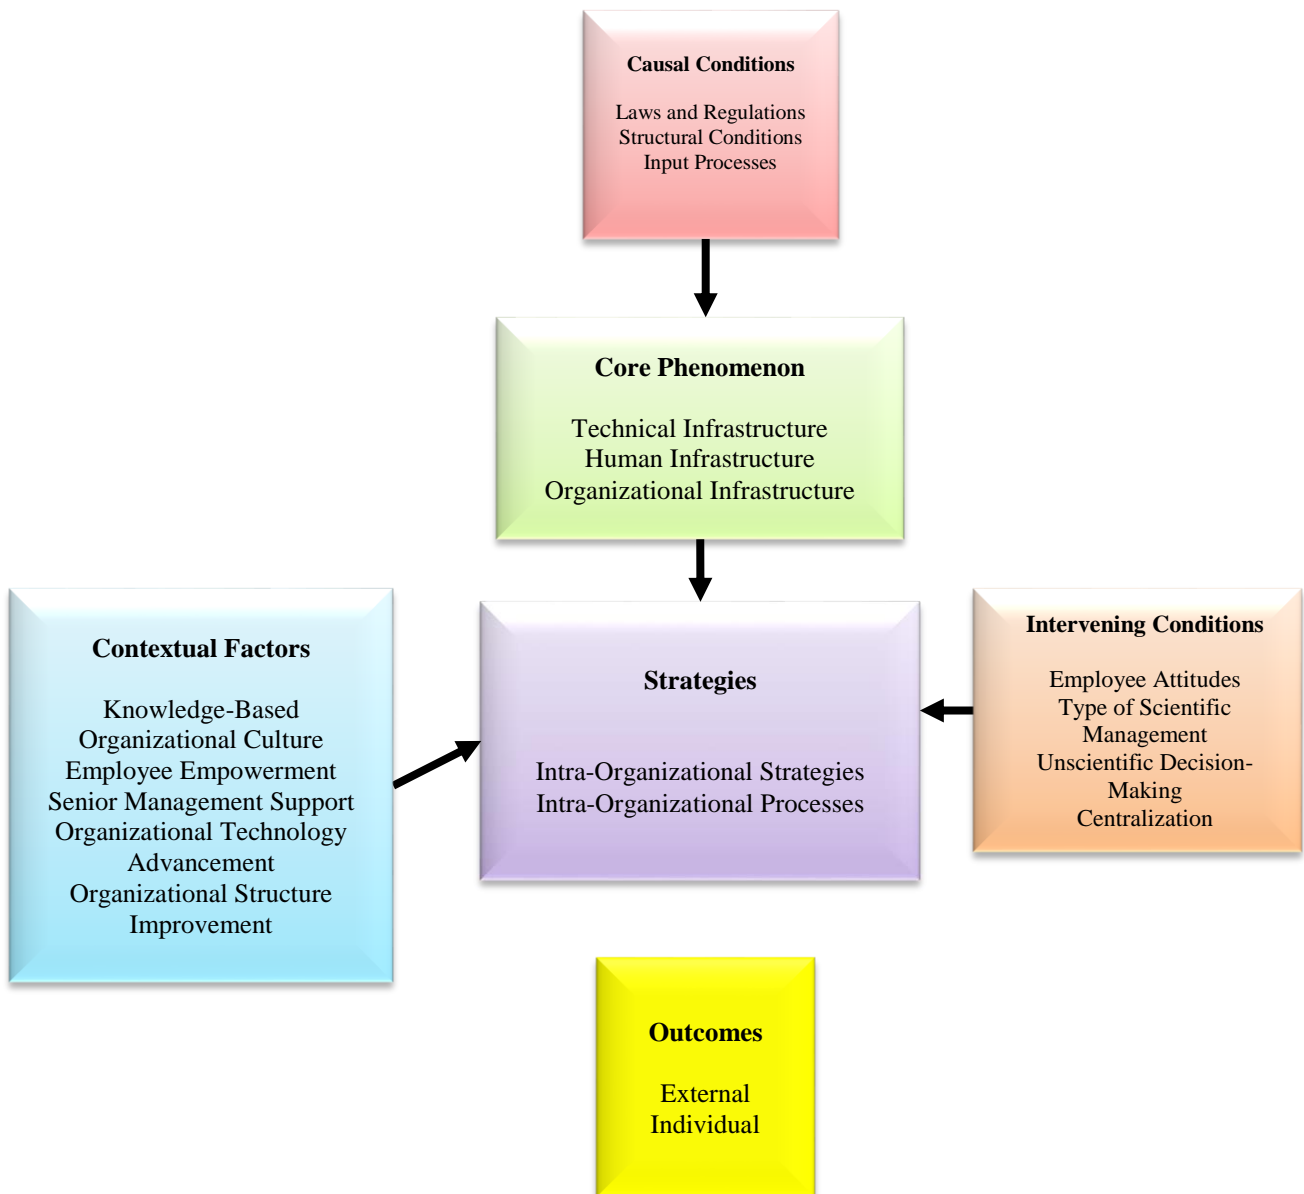 Causal Conditions
Laws and Regulations
Structural Conditions
Input Processes
Core Phenomenon
Technical Infrastructure
Human Infrastructure
Organizational Infrastructure
Contextual Factors
Knowledge-Based
Organizational Culture
Employee Empowerment
Senior Management Support
Organizational Technology
Advancement
Organizational Structure
Improvement
Strategies
Intra-Organizational Strategies
Intra-Organizational Processes
Intervening Conditions
Employee Attitudes
Type of Scientific
Management
Unscientific Decision-
Making
Centralization
Outcomes
External
Individual